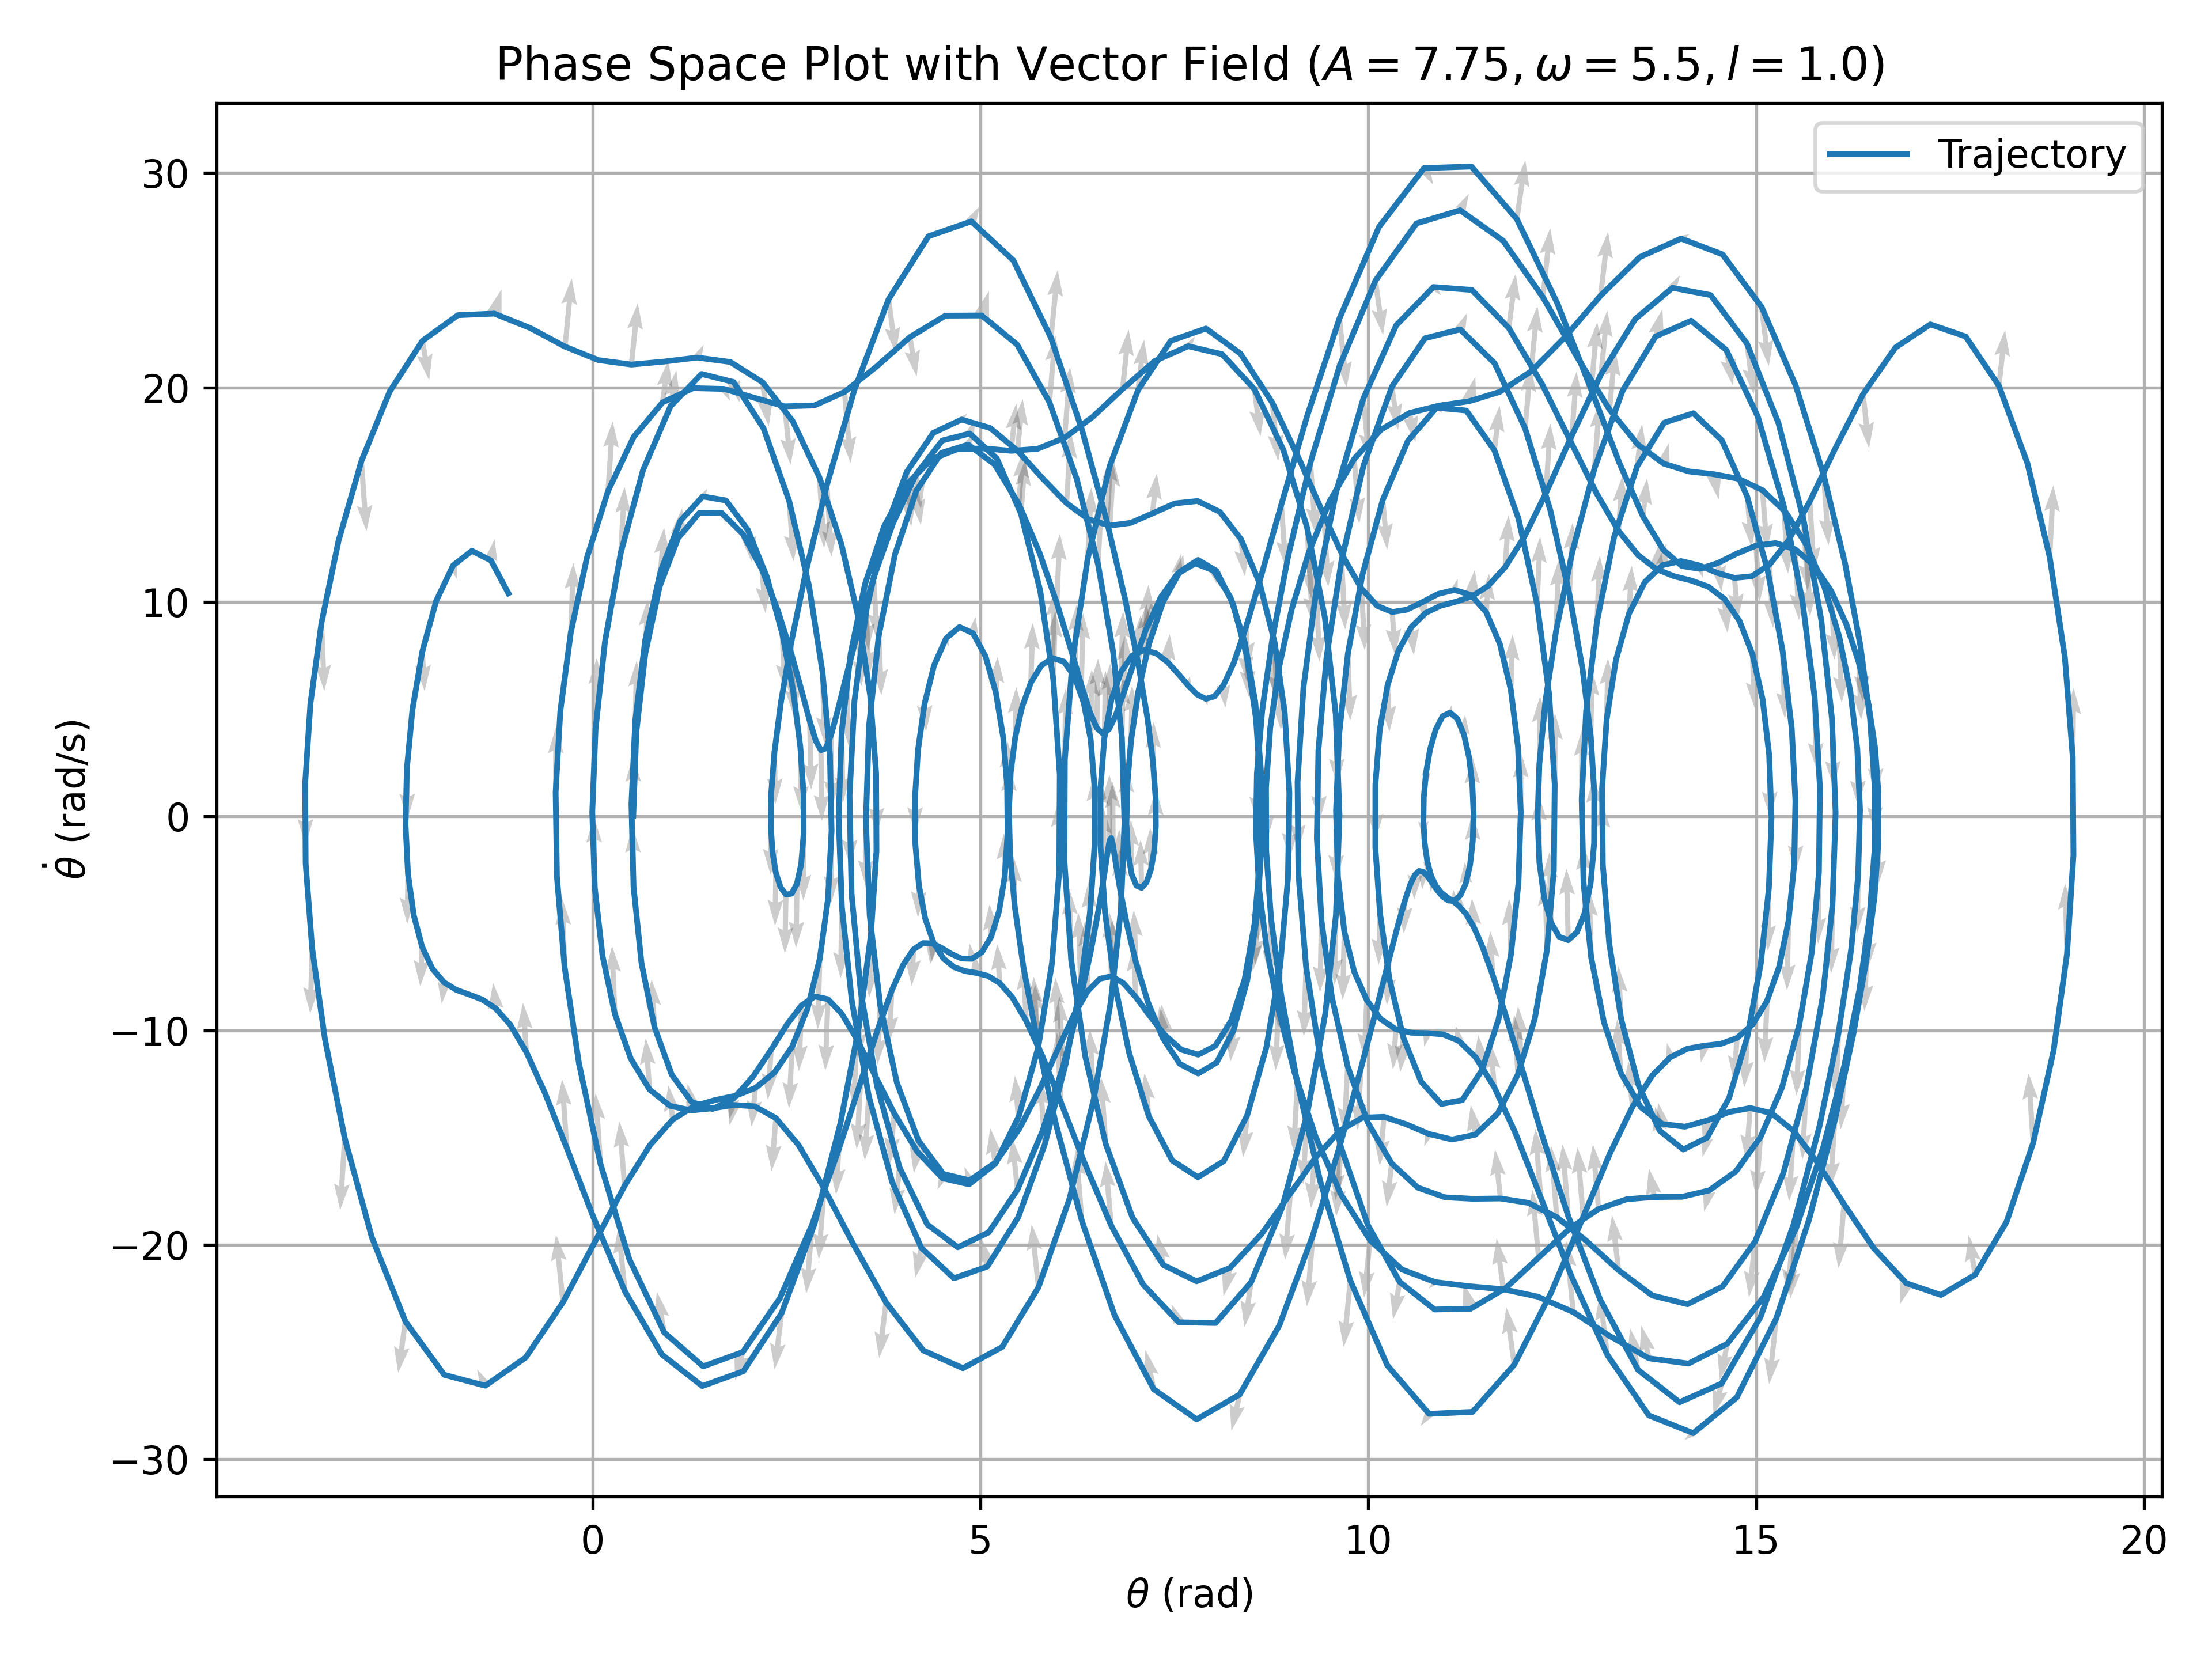 Phase Space Plot with Vector Field (A = 7.75, ω = 5.5, l = 1.0)
Trajectory
30
20
10
0
−10
−20
−30
θ̇ (rad/s)
0 5 10 15 20
θ (rad)